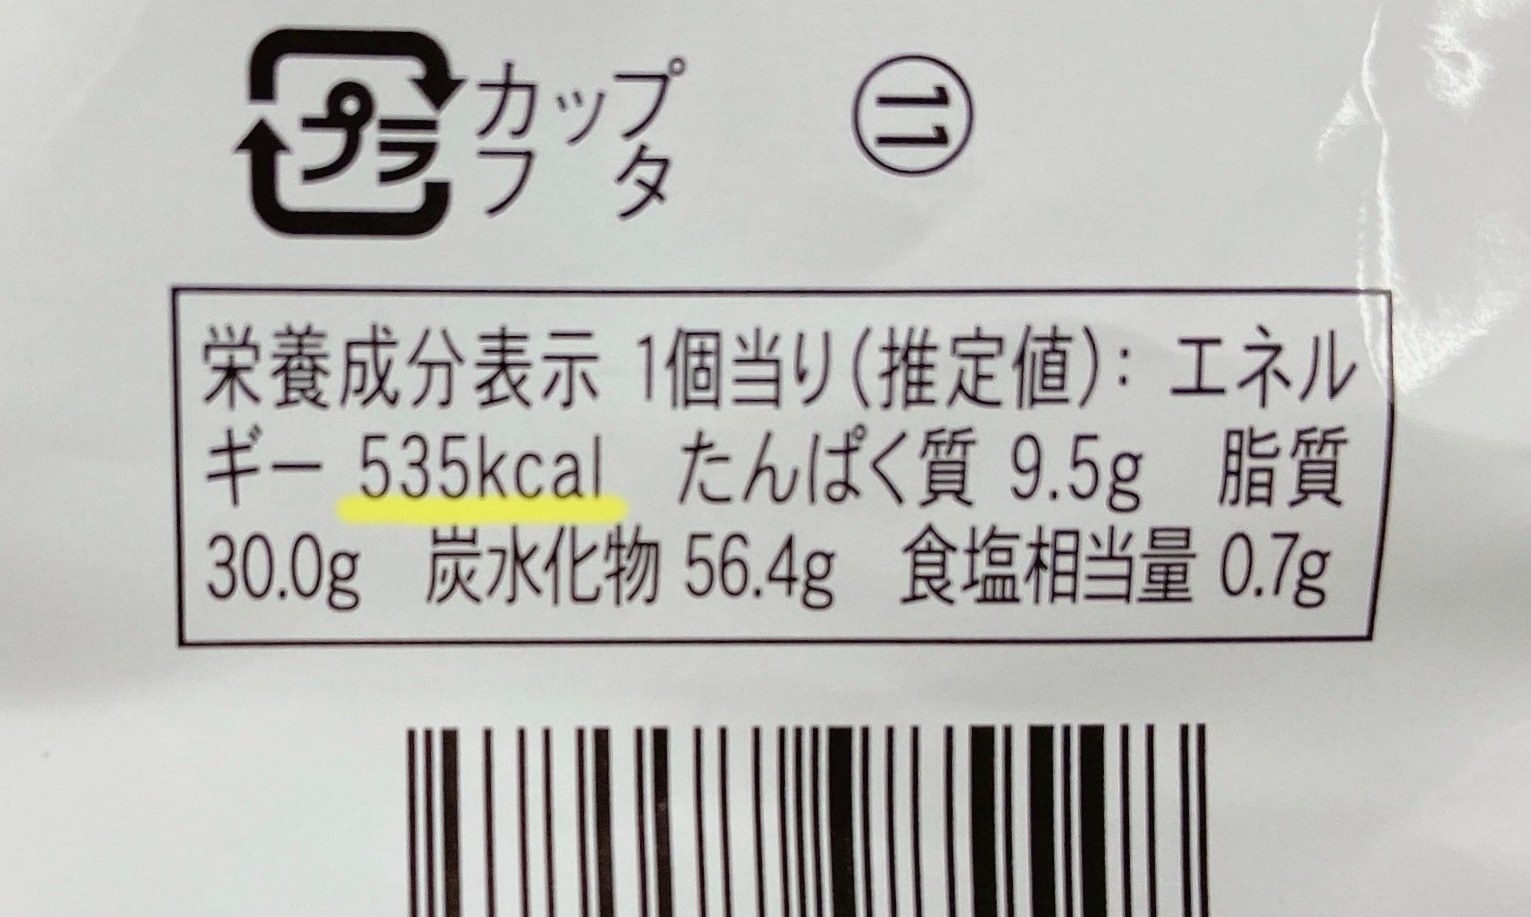 プラ カップ ⑪
フタ
栄養成分表示 1個当り(推定値): エネル
ギー 535kcal たんぱく質 9.5g 脂質
30.0g 炭水化物 56.4g 食塩相当量 0.7g